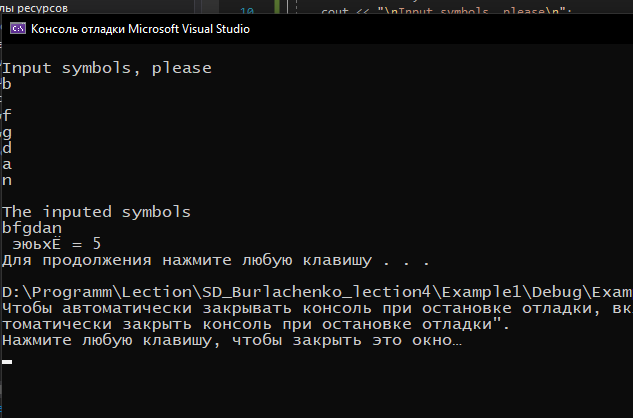 лы ресурсов
10 cout << "\nInput symbols, please\n";
Консоль отладки Microsoft Visual Studio
Input symbols, please
b
f
g
d
a
n
The inputed symbols
bfgdan
эюьхЁ = 5
Для продолжения нажмите любую клавишу . . .
D:\Programm\Lection\SD_Burlachenko_lection4\Example1\Debug\Exam
Чтобы автоматически закрывать консоль при остановке отладки, вк
томатически закрыть консоль при остановке отладки".
Нажмите любую клавишу, чтобы закрыть это окно…